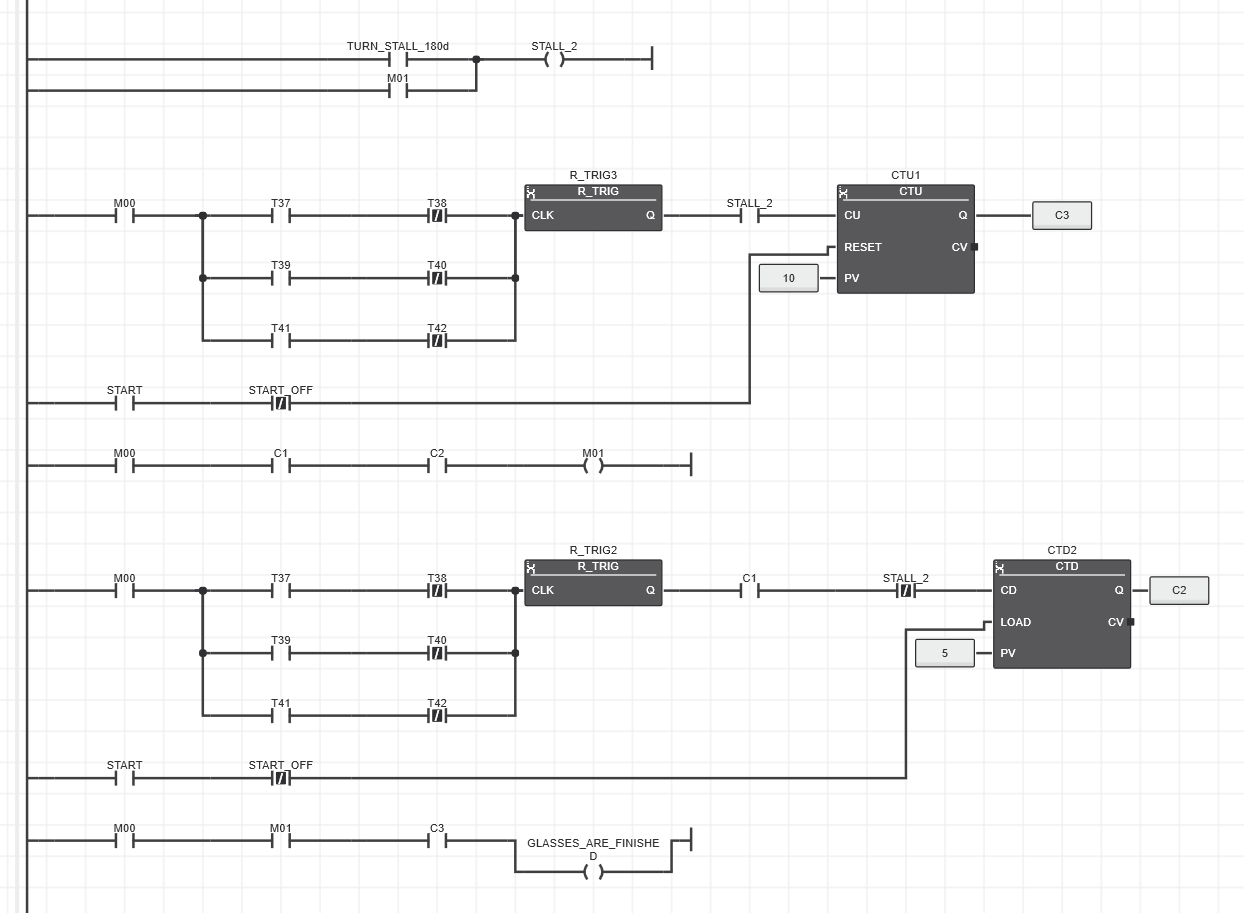 TURN_STALL_180d STALL_2
M01
R_TRIG3 CTU1
R_TRIG CTU
M00 T37 T38 CLK Q STALL_2 CU Q C3
RESET CV
T39 T40 10 PV
T41 T42
START START_OFF
M00 C1 C2 M01
R_TRIG2 CTD2
R_TRIG CTD
M00 T37 T38 CLK Q C1 STALL_2 CD Q C2
LOAD CV
T39 T40 5 PV
T41 T42
START START_OFF
M00 M01 C3
GLASSES_ARE_FINISHE
D